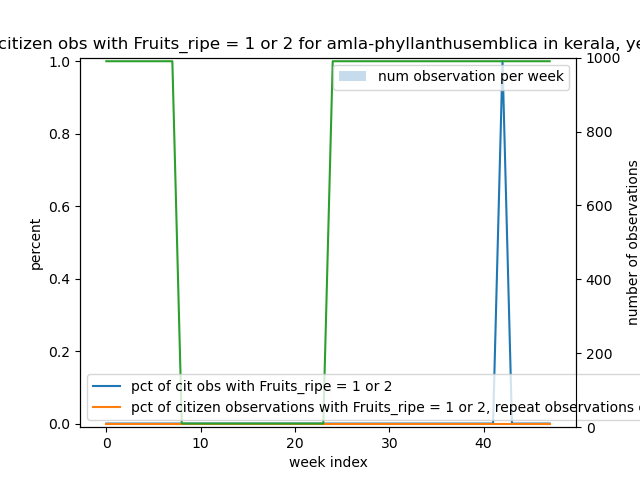 citizen obs with Fruits_ripe = 1 or 2 for amla-phyllanthusemblica in kerala,
1.0
0.8
0.6
0.4
0.2
0.0
percent
0
10
20
30
40
week index
1000
800
600
400
200
0
number of observations
num observation per week
pct of cit obs with Fruits_ripe = 1 or 2
pct of citizen observations with Fruits_ripe = 1 or 2, repeat observations